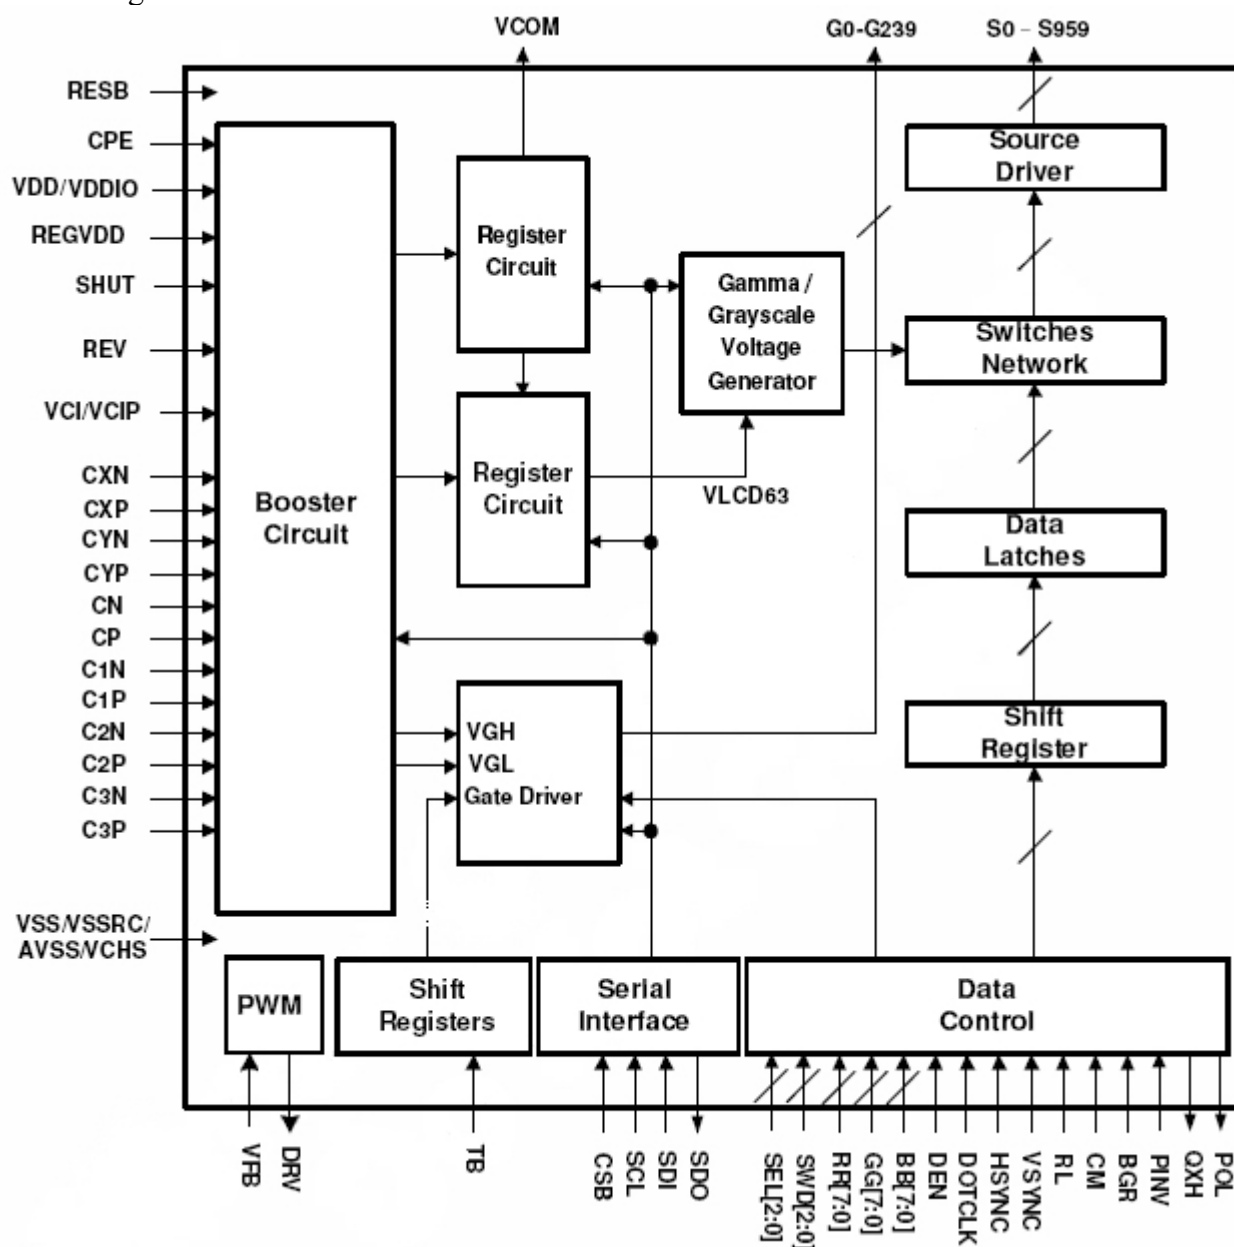 VCOM
G0-G239
S0 – S959
RESB
CPE
VDD/VDDIO
REGVDD
SHUT
REV
VCI/VCIP
CXN
CXP
CYN
CYP
CN
CP
C1N
C1P
C2N
C2P
C3N
C3P
VSS/VSSRC/
AVSS/VCHS
Booster
Circuit
Register
Circuit
Register
Circuit
Gamma /
Grayscale
Voltage
Generator
VLCD63
VGH
VGL
Gate Driver
Source
Driver
Switches
Network
Data
Latches
Shift
Register
PWM
Shift
Registers
Serial
Interface
Data
Control
VFB
DRV
TB
CSB
SCL
SDI
SDO
SEL[2:0]
SWD[2:0]
RR[7:0]
GG[7:0]
BB[7:0]
DEN
DOTCLK
HSYNC
VSYNC
RL
CM
BGR
PINV
QXH
POL